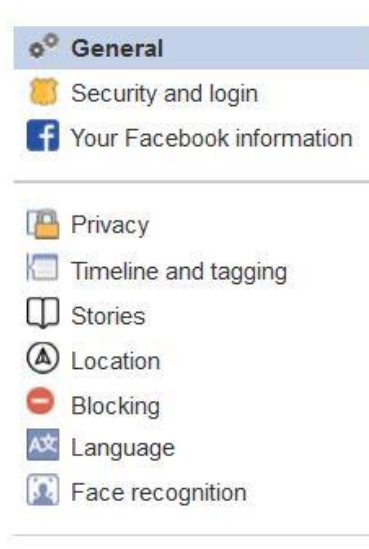 General
Security and login
Your Facebook information
Privacy
Timeline and tagging
Stories
Location
Blocking
Language
Face recognition